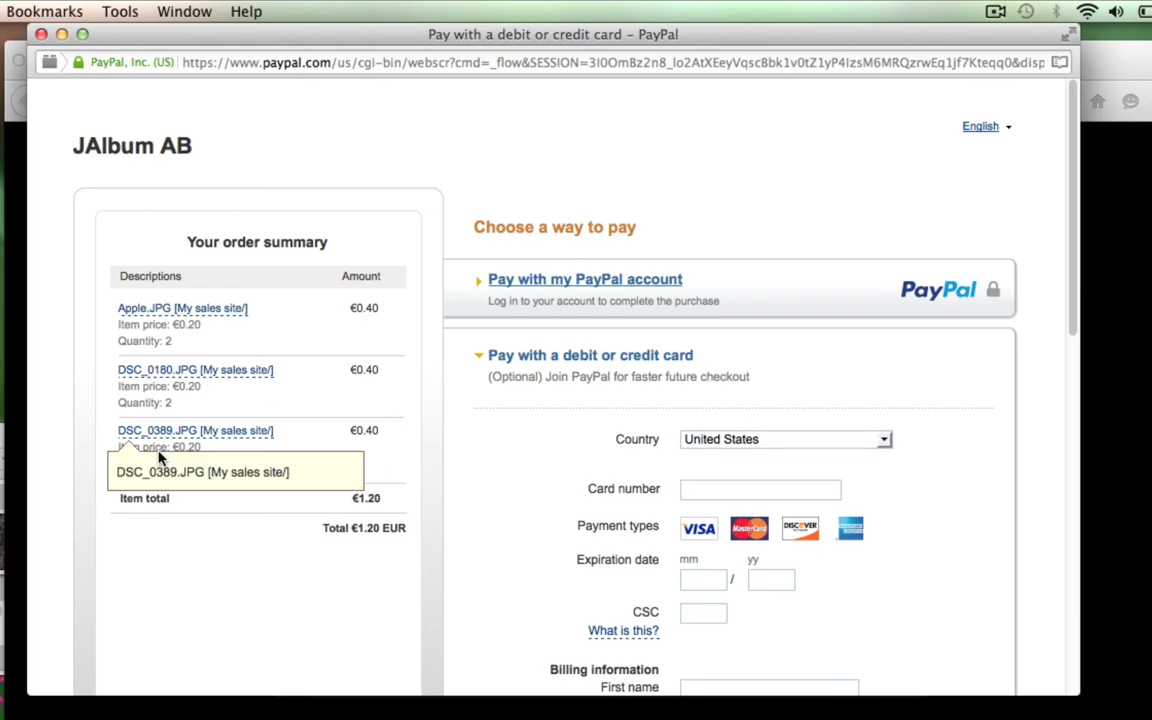 Bookmarks Tools Window Help
Pay with a debit or credit card – PayPal
PayPal, Inc. (US) https://www.paypal.com/us/cgi-bin/webscr?cmd=_flow&SESSION=
English
JAlbum AB
Your order summary
Descriptions Amount
Apple.JPG [My sales site/] €0.40
Item price: €0.20
Quantity: 2
DSC_0180.JPG [My sales site/] €0.40
Item price: €0.20
Quantity: 2
DSC_0389.JPG [My sales site/] €0.40
Item price: €0.20
DSC_0389.JPG [My sales site/]
Item total €1.20
Total €1.20 EUR
Choose a way to pay
Pay with my PayPal account
Log in to your account to complete the purchase
PayPal
Pay with a debit or credit card
(Optional) Join PayPal for faster future checkout
Country United States
Card number
Payment types VISA MasterCard DISCOVER
Expiration date mm / yy
CSC
What is this?
Billing information
First name